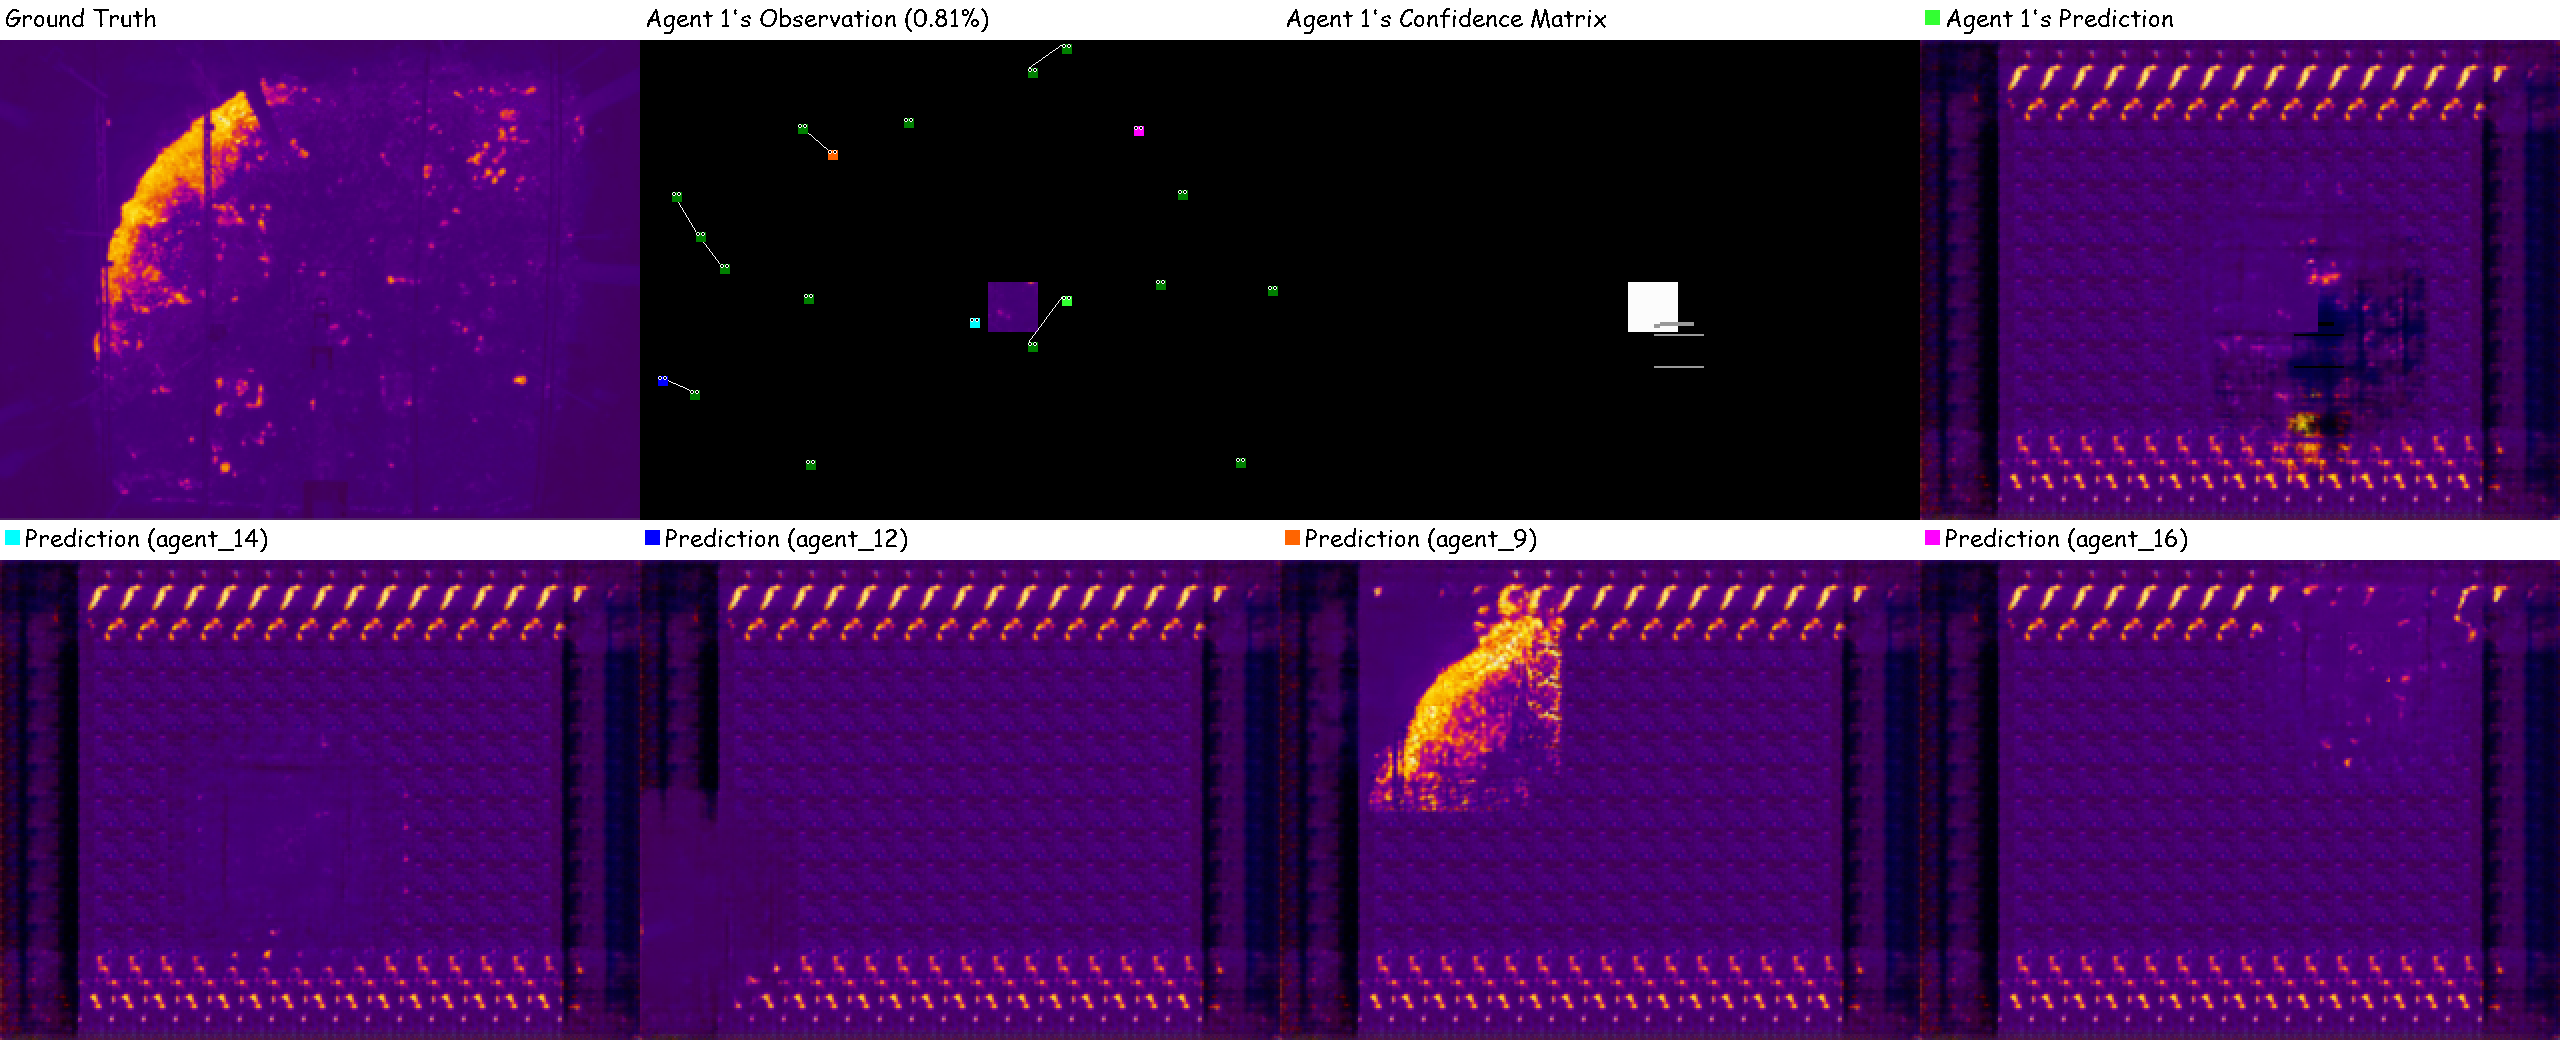 Ground Truth
Agent 1's Observation (0.81%)
Agent 1's Confidence Matrix
Agent 1's Prediction
Prediction (agent_14)
Prediction (agent_12)
Prediction (agent_9)
Prediction (agent_16)